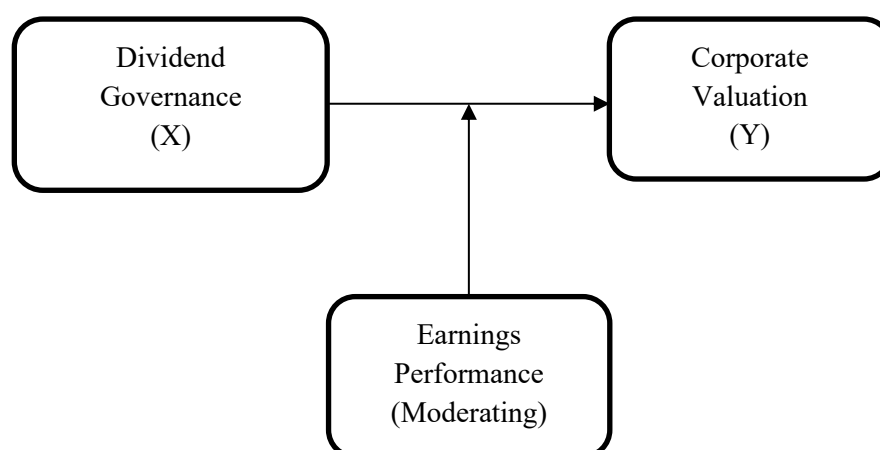 Dividend
Governance
(X)
Corporate
Valuation
(Y)
Earnings
Performance
(Moderating)